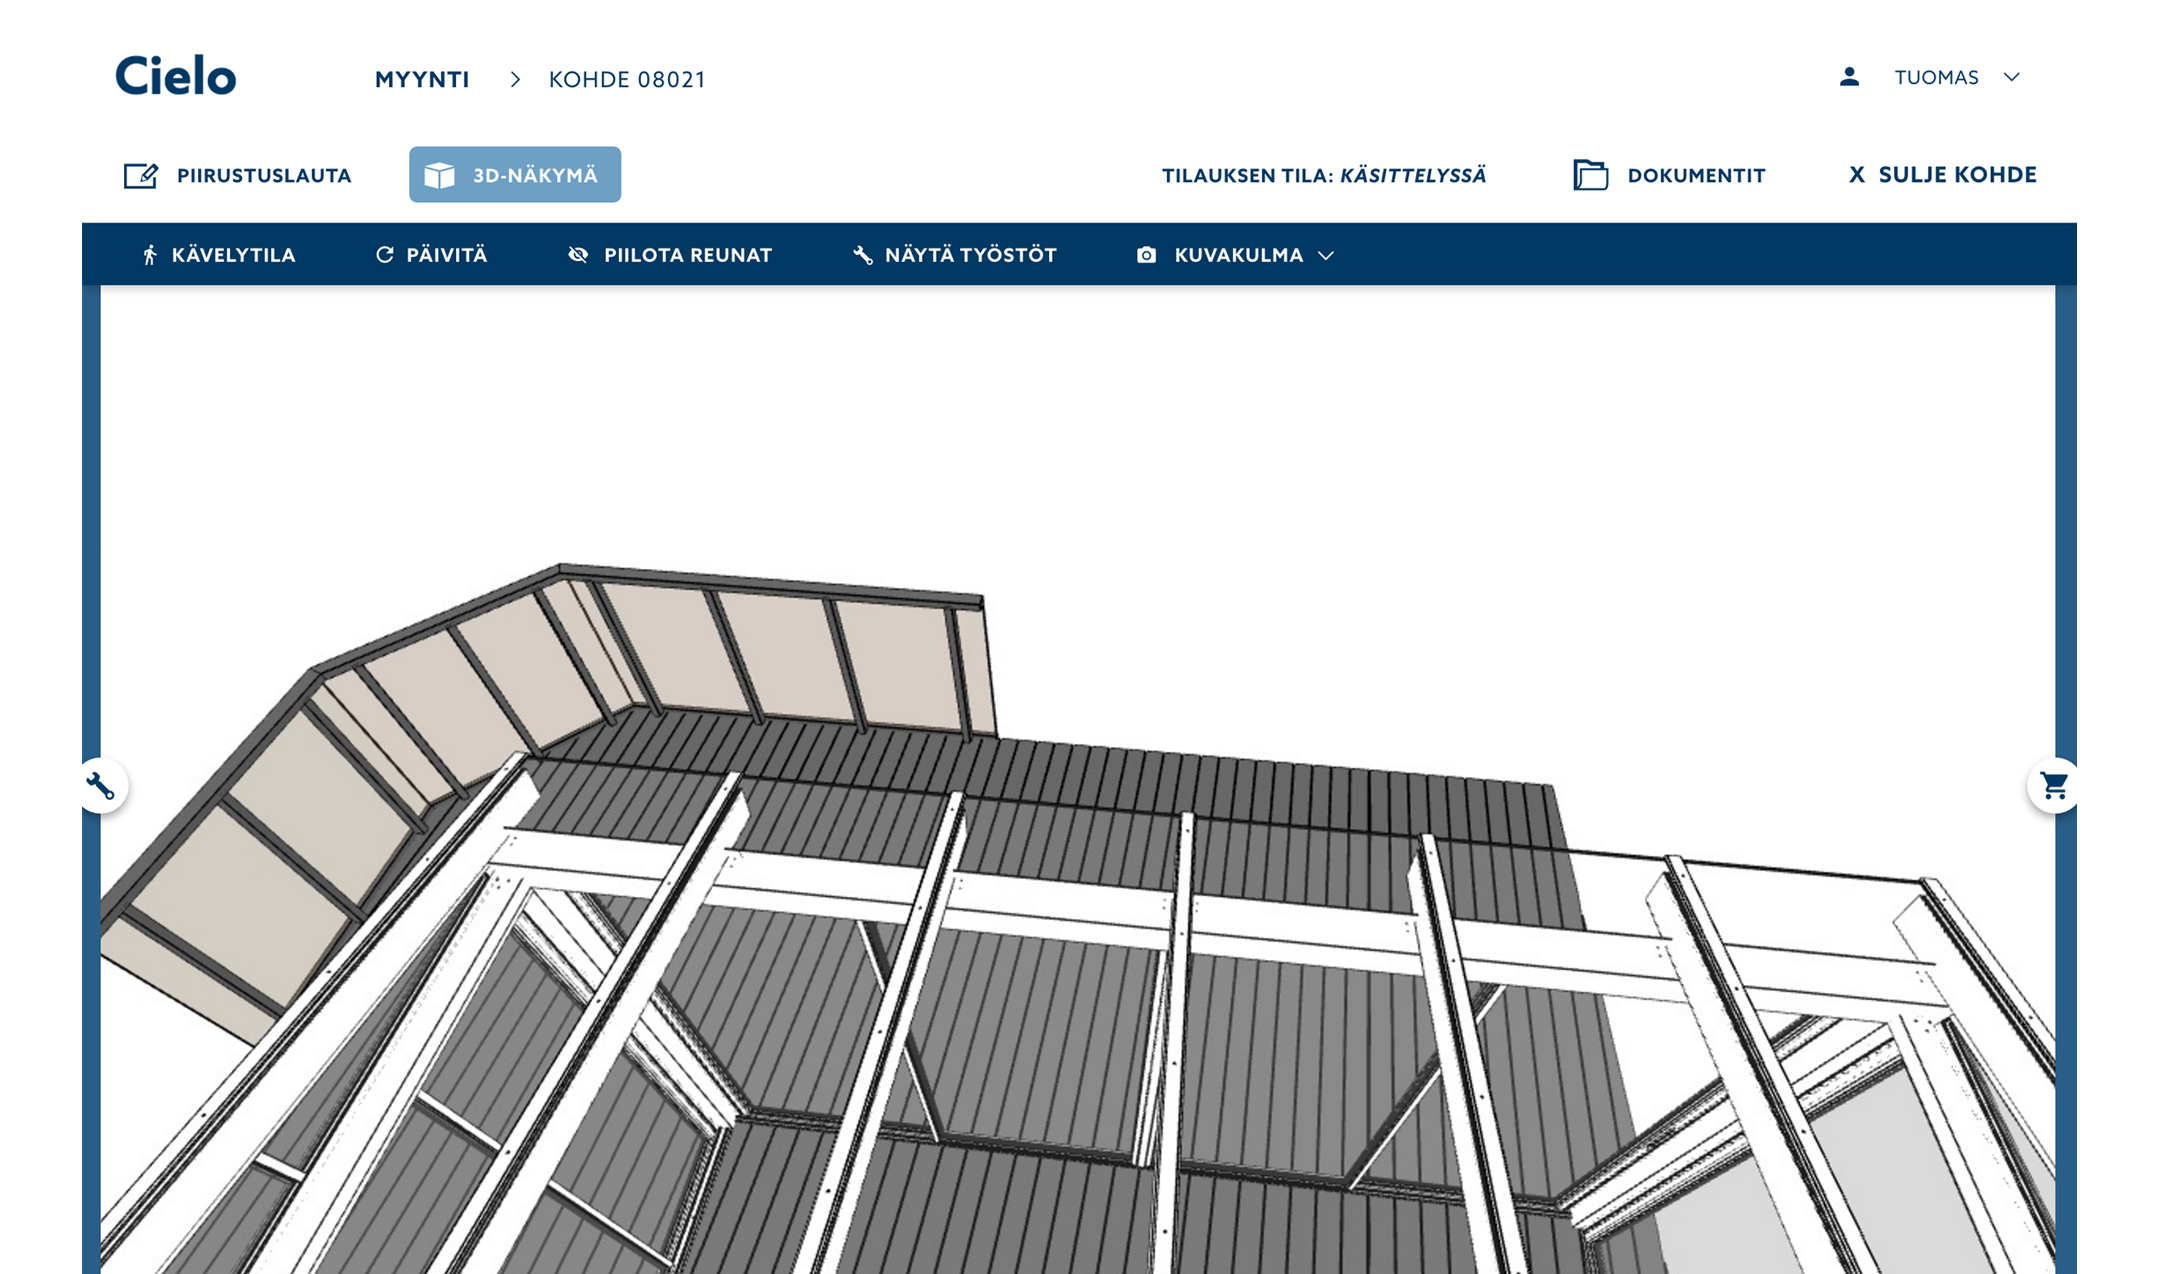 Cielo
MYYNTI > KOHDE 08021
TUOMAS
PIIRUSTUSLAUTA
3D-NÄKYMÄ
TILAUKSEN TILA: KÄSITTELYSSÄ
DOKUMENTIT
X SULJE KOHDE
KÄVELYTILA
PÄIVITÄ
PIILOTA REUNAT
NÄYTÄ TYÖSTÖT
KUVAKULMA